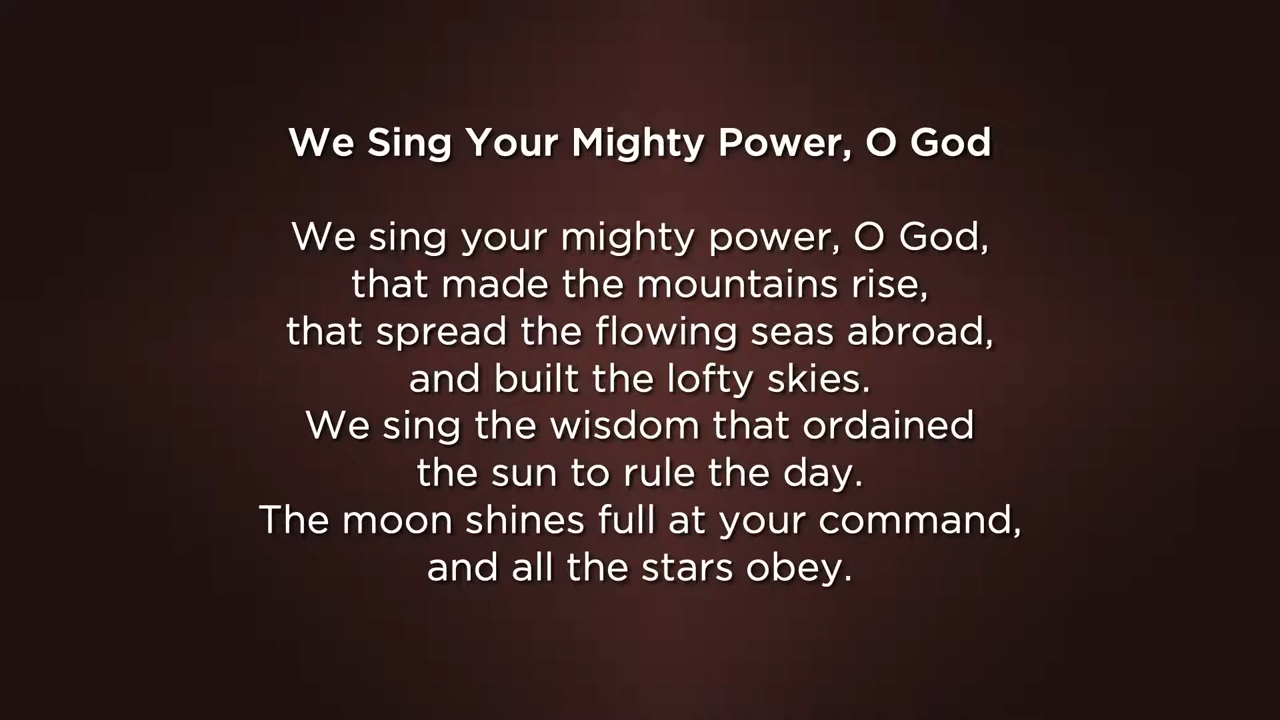 We Sing Your Mighty Power, O God
We sing your mighty power, O God,
that made the mountains rise,
that spread the flowing seas abroad,
and built the lofty skies.
We sing the wisdom that ordained
the sun to rule the day.
The moon shines full at your command,
and all the stars obey.